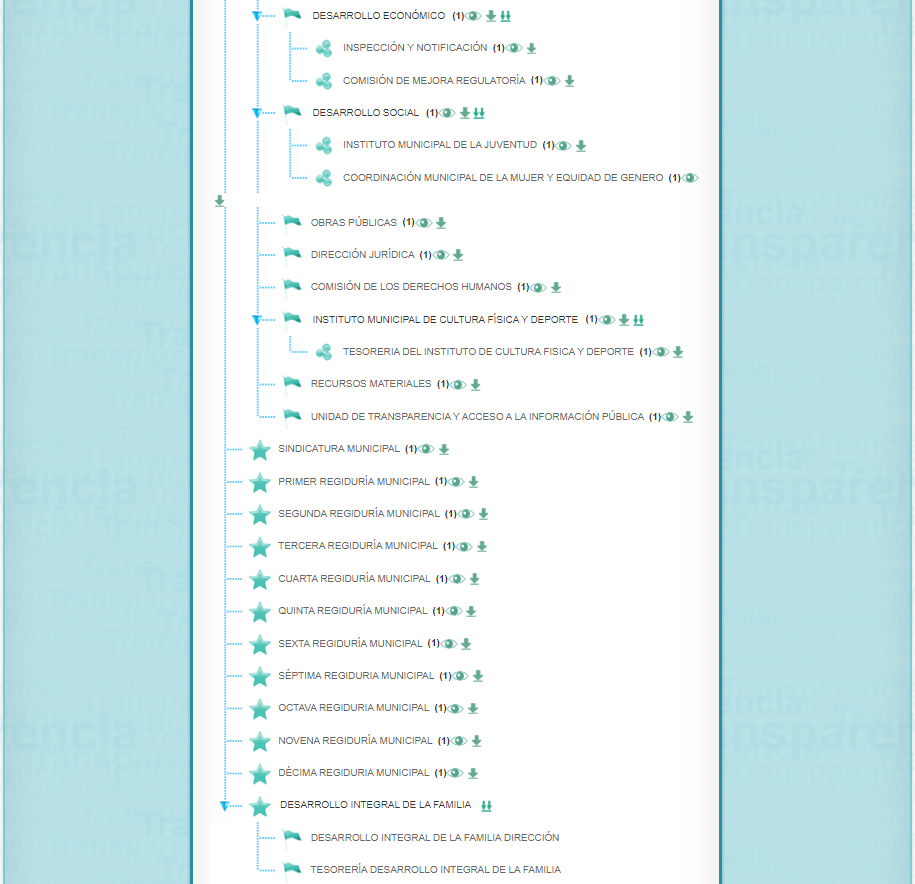 DESARROLLO ECONÓMICO (1)
INSPECCIÓN Y NOTIFICACIÓN (1)
COMISIÓN DE MEJORA REGULATORÍA (1)
DESARROLLO SOCIAL (1)
INSTITUTO MUNICIPAL DE LA JUVENTUD (1)
COORDINACIÓN MUNICIPAL DE LA MUJER Y EQUIDAD DE GENERO (1)
OBRAS PÚBLICAS (1)
DIRECCIÓN JURÍDICA (1)
COMISIÓN DE LOS DERECHOS HUMANOS (1)
INSTITUTO MUNICIPAL DE CULTURA FÍSICA Y DEPORTE (1)
TESORERIA DEL INSTITUTO DE CULTURA FISICA Y DEPORTE (1)
RECURSOS MATERIALES (1)
UNIDAD DE TRANSPARENCIA Y ACCESO A LA INFORMACIÓN PÚBLICA (1)
SINDICATURA MUNICIPAL (1)
PRIMER REGIDURÍA MUNICIPAL (1)
SEGUNDA REGIDURÍA MUNICIPAL (1)
TERCERA REGIDURÍA MUNICIPAL (1)
CUARTA REGIDURÍA MUNICIPAL (1)
QUINTA REGIDURÍA MUNICIPAL (1)
SEXTA REGIDURÍA MUNICIPAL (1)
SÉPTIMA REGIDURIA MUNICIPAL (1)
OCTAVA REGIDURIA MUNICIPAL (1)
NOVENA REGIDURÍA MUNICIPAL (1)
DÉCIMA REGIDURIA MUNICIPAL (1)
DESARROLLO INTEGRAL DE LA FAMILIA
DESARROLLO INTEGRAL DE LA FAMILIA DIRECCIÓN
TESORERÍA DESARROLLO INTEGRAL DE LA FAMILIA